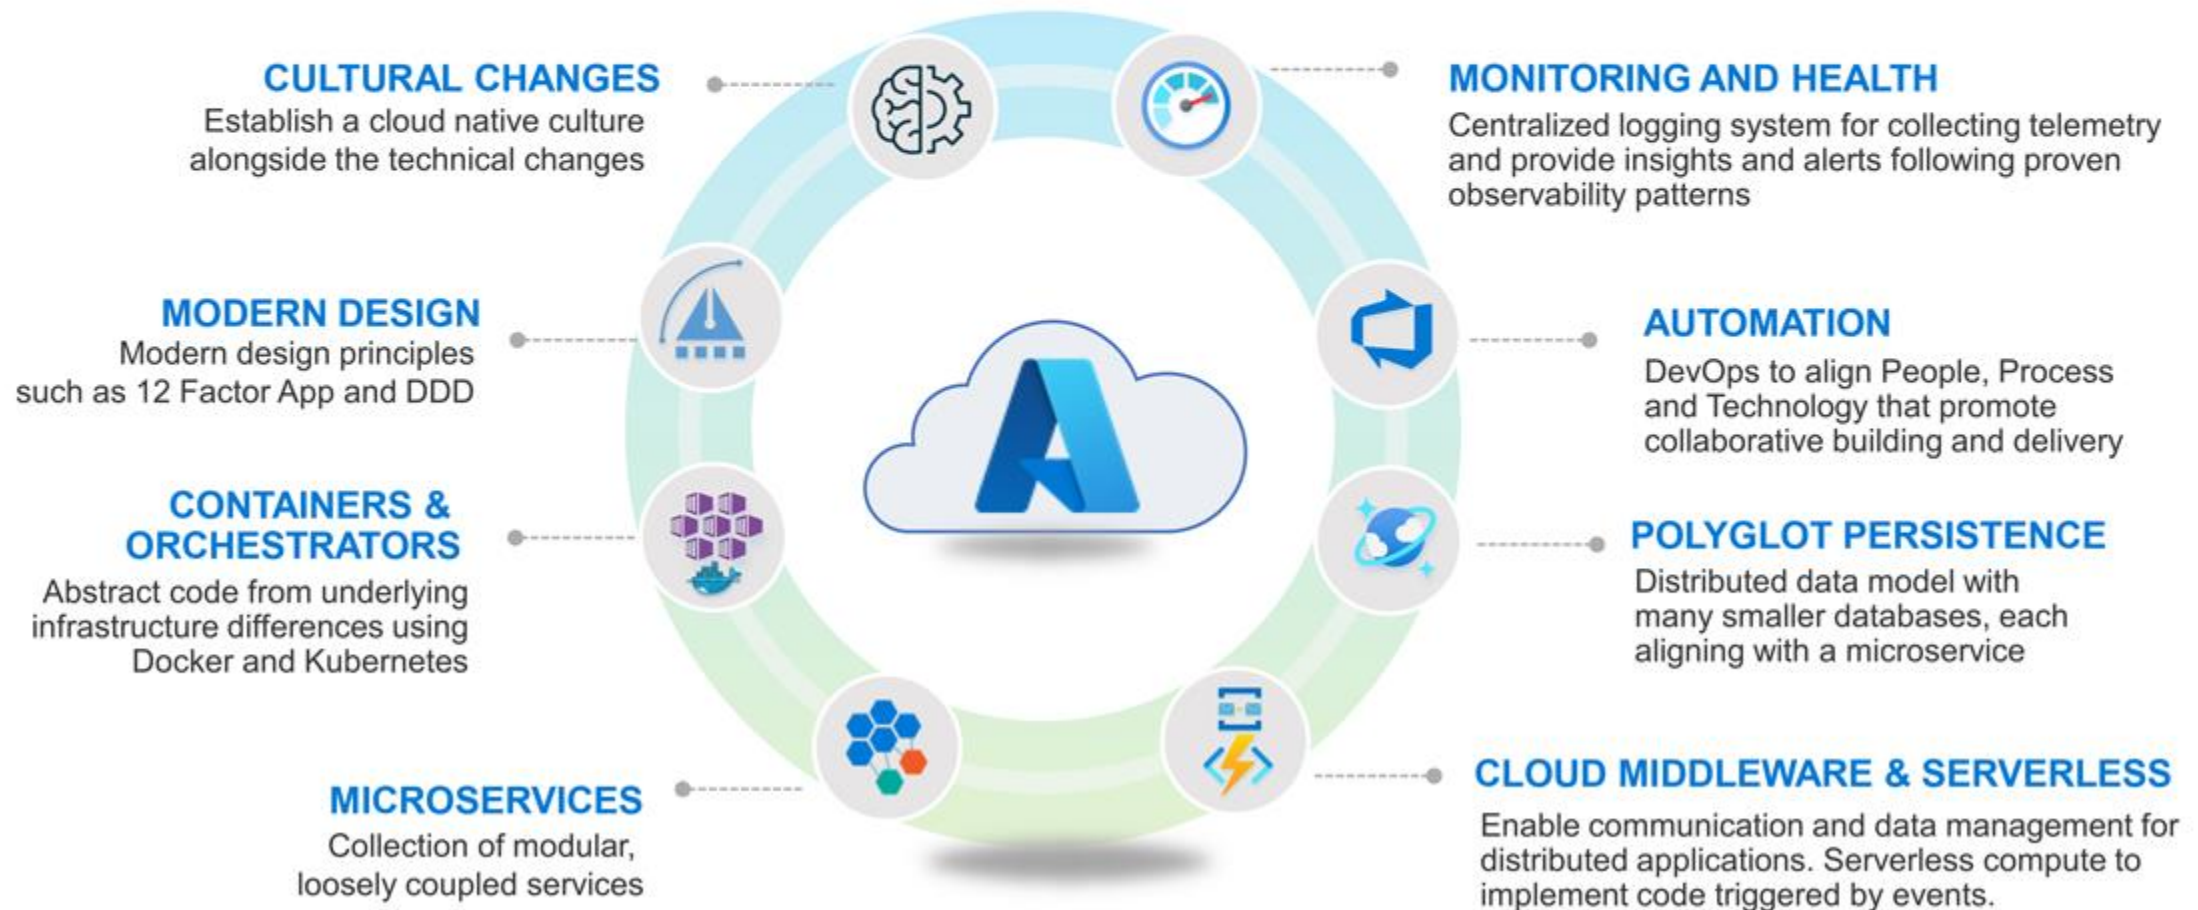 CULTURAL CHANGES
Establish a cloud native culture
alongside the technical changes
MONITORING AND HEALTH
Centralized logging system for collecting telemetry
and provide insights and alerts following proven
observability patterns
MODERN DESIGN
Modern design principles
such as 12 Factor App and DDD
AUTOMATION
DevOps to align People, Process
and Technology that promote
collaborative building and delivery
CONTAINERS &
ORCHESTRATORS
Abstract code from underlying
infrastructure differences using
Docker and Kubernetes
POLYGLOT PERSISTENCE
Distributed data model with
many smaller databases, each
aligning with a microservice
MICROSERVICES
Collection of modular,
loosely coupled services
CLOUD MIDDLEWARE & SERVERLESS
Enable communication and data management for
distributed applications. Serverless compute to
implement code triggered by events.